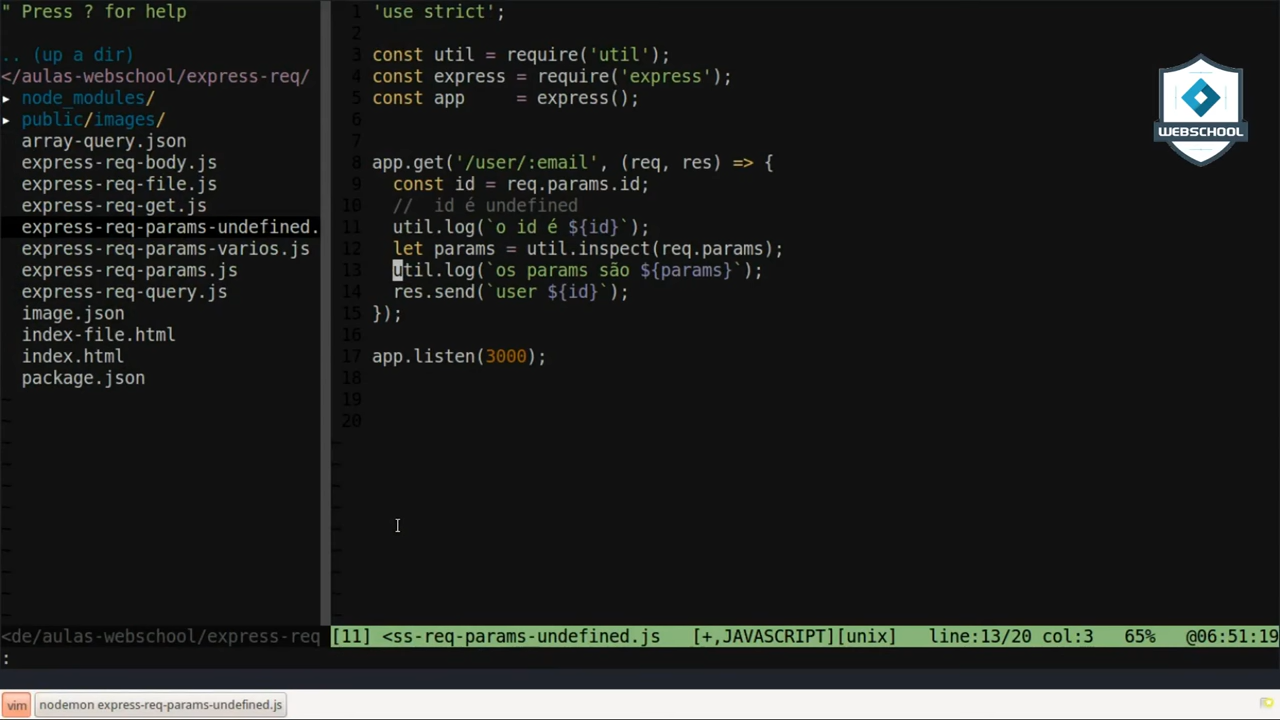 " Press ? for help
.. (up a dir)
</aulas-webschool/express-req/
▸ node_modules/
▸ public/images/
array-query.json
express-req-body.js
express-req-file.js
express-req-get.js
express-req-params-undefined.
express-req-params-varios.js
express-req-params.js
express-req-query.js
image.json
index-file.html
index.html
package.json
~
~
~
~
~
~
~
~
~
~
~
<de/aulas-webschool/express-req
1 'use strict';
2
3 const util = require('util');
4 const express = require('express');
5 const app     = express();
6
7
8 app.get('/user/:email', (req, res) => {
9   const id = req.params.id;
10   //  id é undefined
11   util.log(`o id é ${id}`);
12   let params = util.inspect(req.params);
13   util.log(`os params são ${params}`);
14   res.send(`user ${id}`);
15 });
16
17 app.listen(3000);
18
19
20
~
~
~
~
~
~
~
~
~
[11] <ss-req-params-undefined.js   [+,JAVASCRIPT][unix]   line:13/20 col:3   65%   @06:51:19
:
WEBSCHOOL
vim
nodemon express-req-params-undefined.js